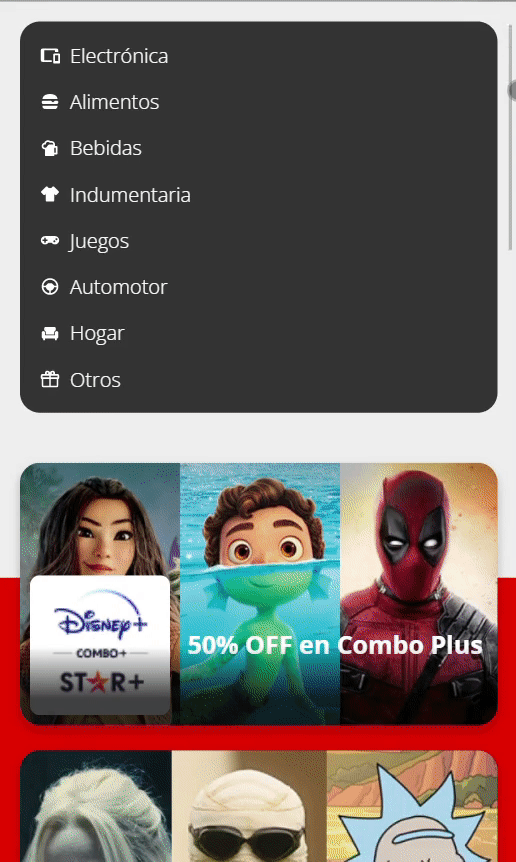 Electrónica
Alimentos
Bebidas
Indumentaria
Juegos
Automotor
Hogar
Otros
Disney+
COMBO+
STAR+
50% OFF en Combo Plus